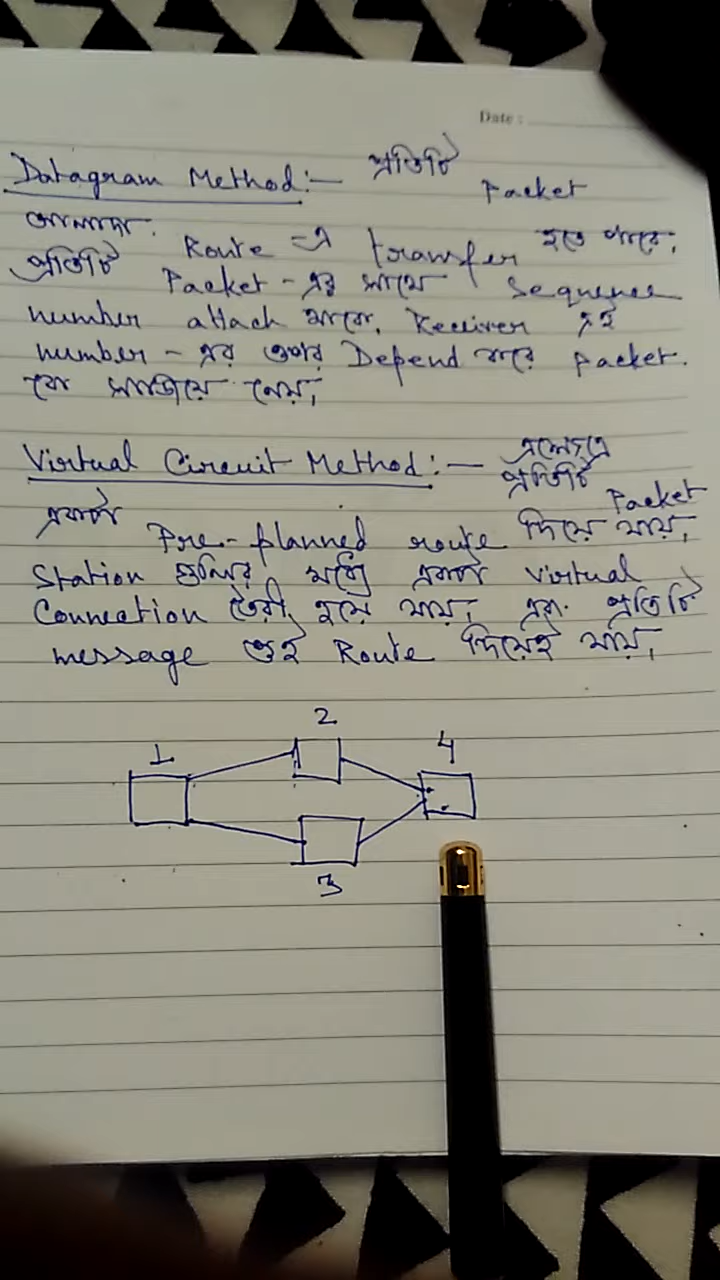 Date :
Datagram Method:— প্রতিটি Packet
আলাদা Route -এ transfer হতে পারে,
প্রতিটি Packet -এর সাথে Sequence
number attach থাকে, Receiver এই
number -এর ওপর Depend করে Packet
কে সাজিয়ে নেয়,
Virtual Circuit Method:— এক্ষেত্রে
প্রতিটি Packet
একটা Pre-planned route দিয়ে যায়,
Station গুলির মধ্যে একটা Virtual
Connection তৈরী হয়ে যায়, এবং প্রতিটি
message ওই Route দিয়েই যায়,
1 2 4
3